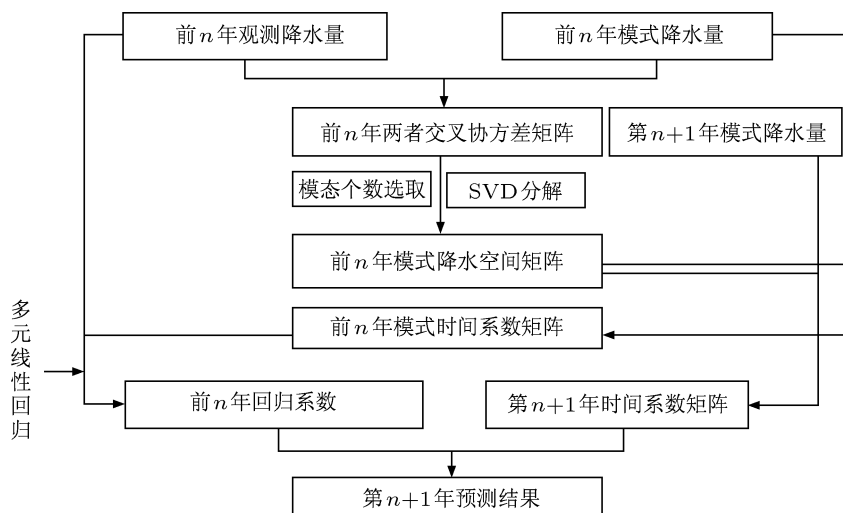 前n年观测降水量
前n年模式降水量
前n年两者交叉协方差矩阵
第n+1年模式降水量
模态个数选取
SVD分解
前n年模式降水空间矩阵
前n年模式时间系数矩阵
多元线性回归
前n年回归系数
第n+1年时间系数矩阵
第n+1年预测结果